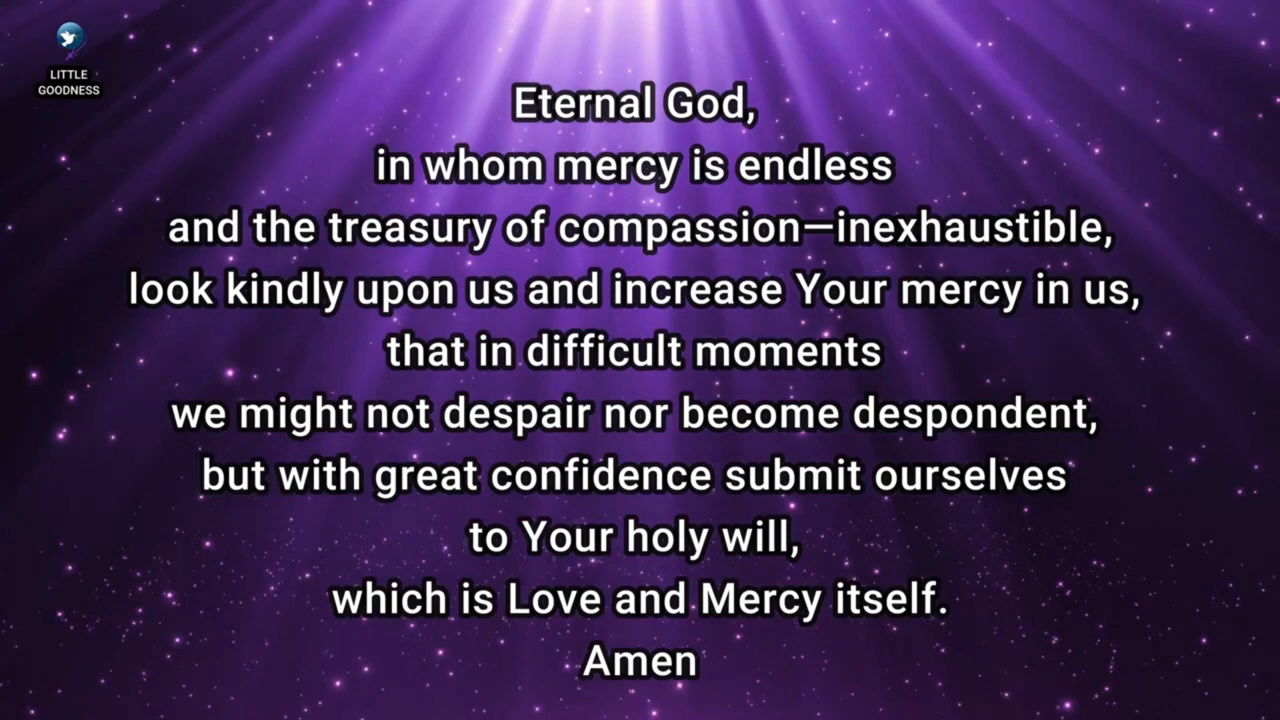 LITTLE
GOODNESS
Eternal God,
in whom mercy is endless
and the treasury of compassion—inexhaustible,
look kindly upon us and increase Your mercy in us,
that in difficult moments
we might not despair nor become despondent,
but with great confidence submit ourselves
to Your holy will,
which is Love and Mercy itself.
Amen